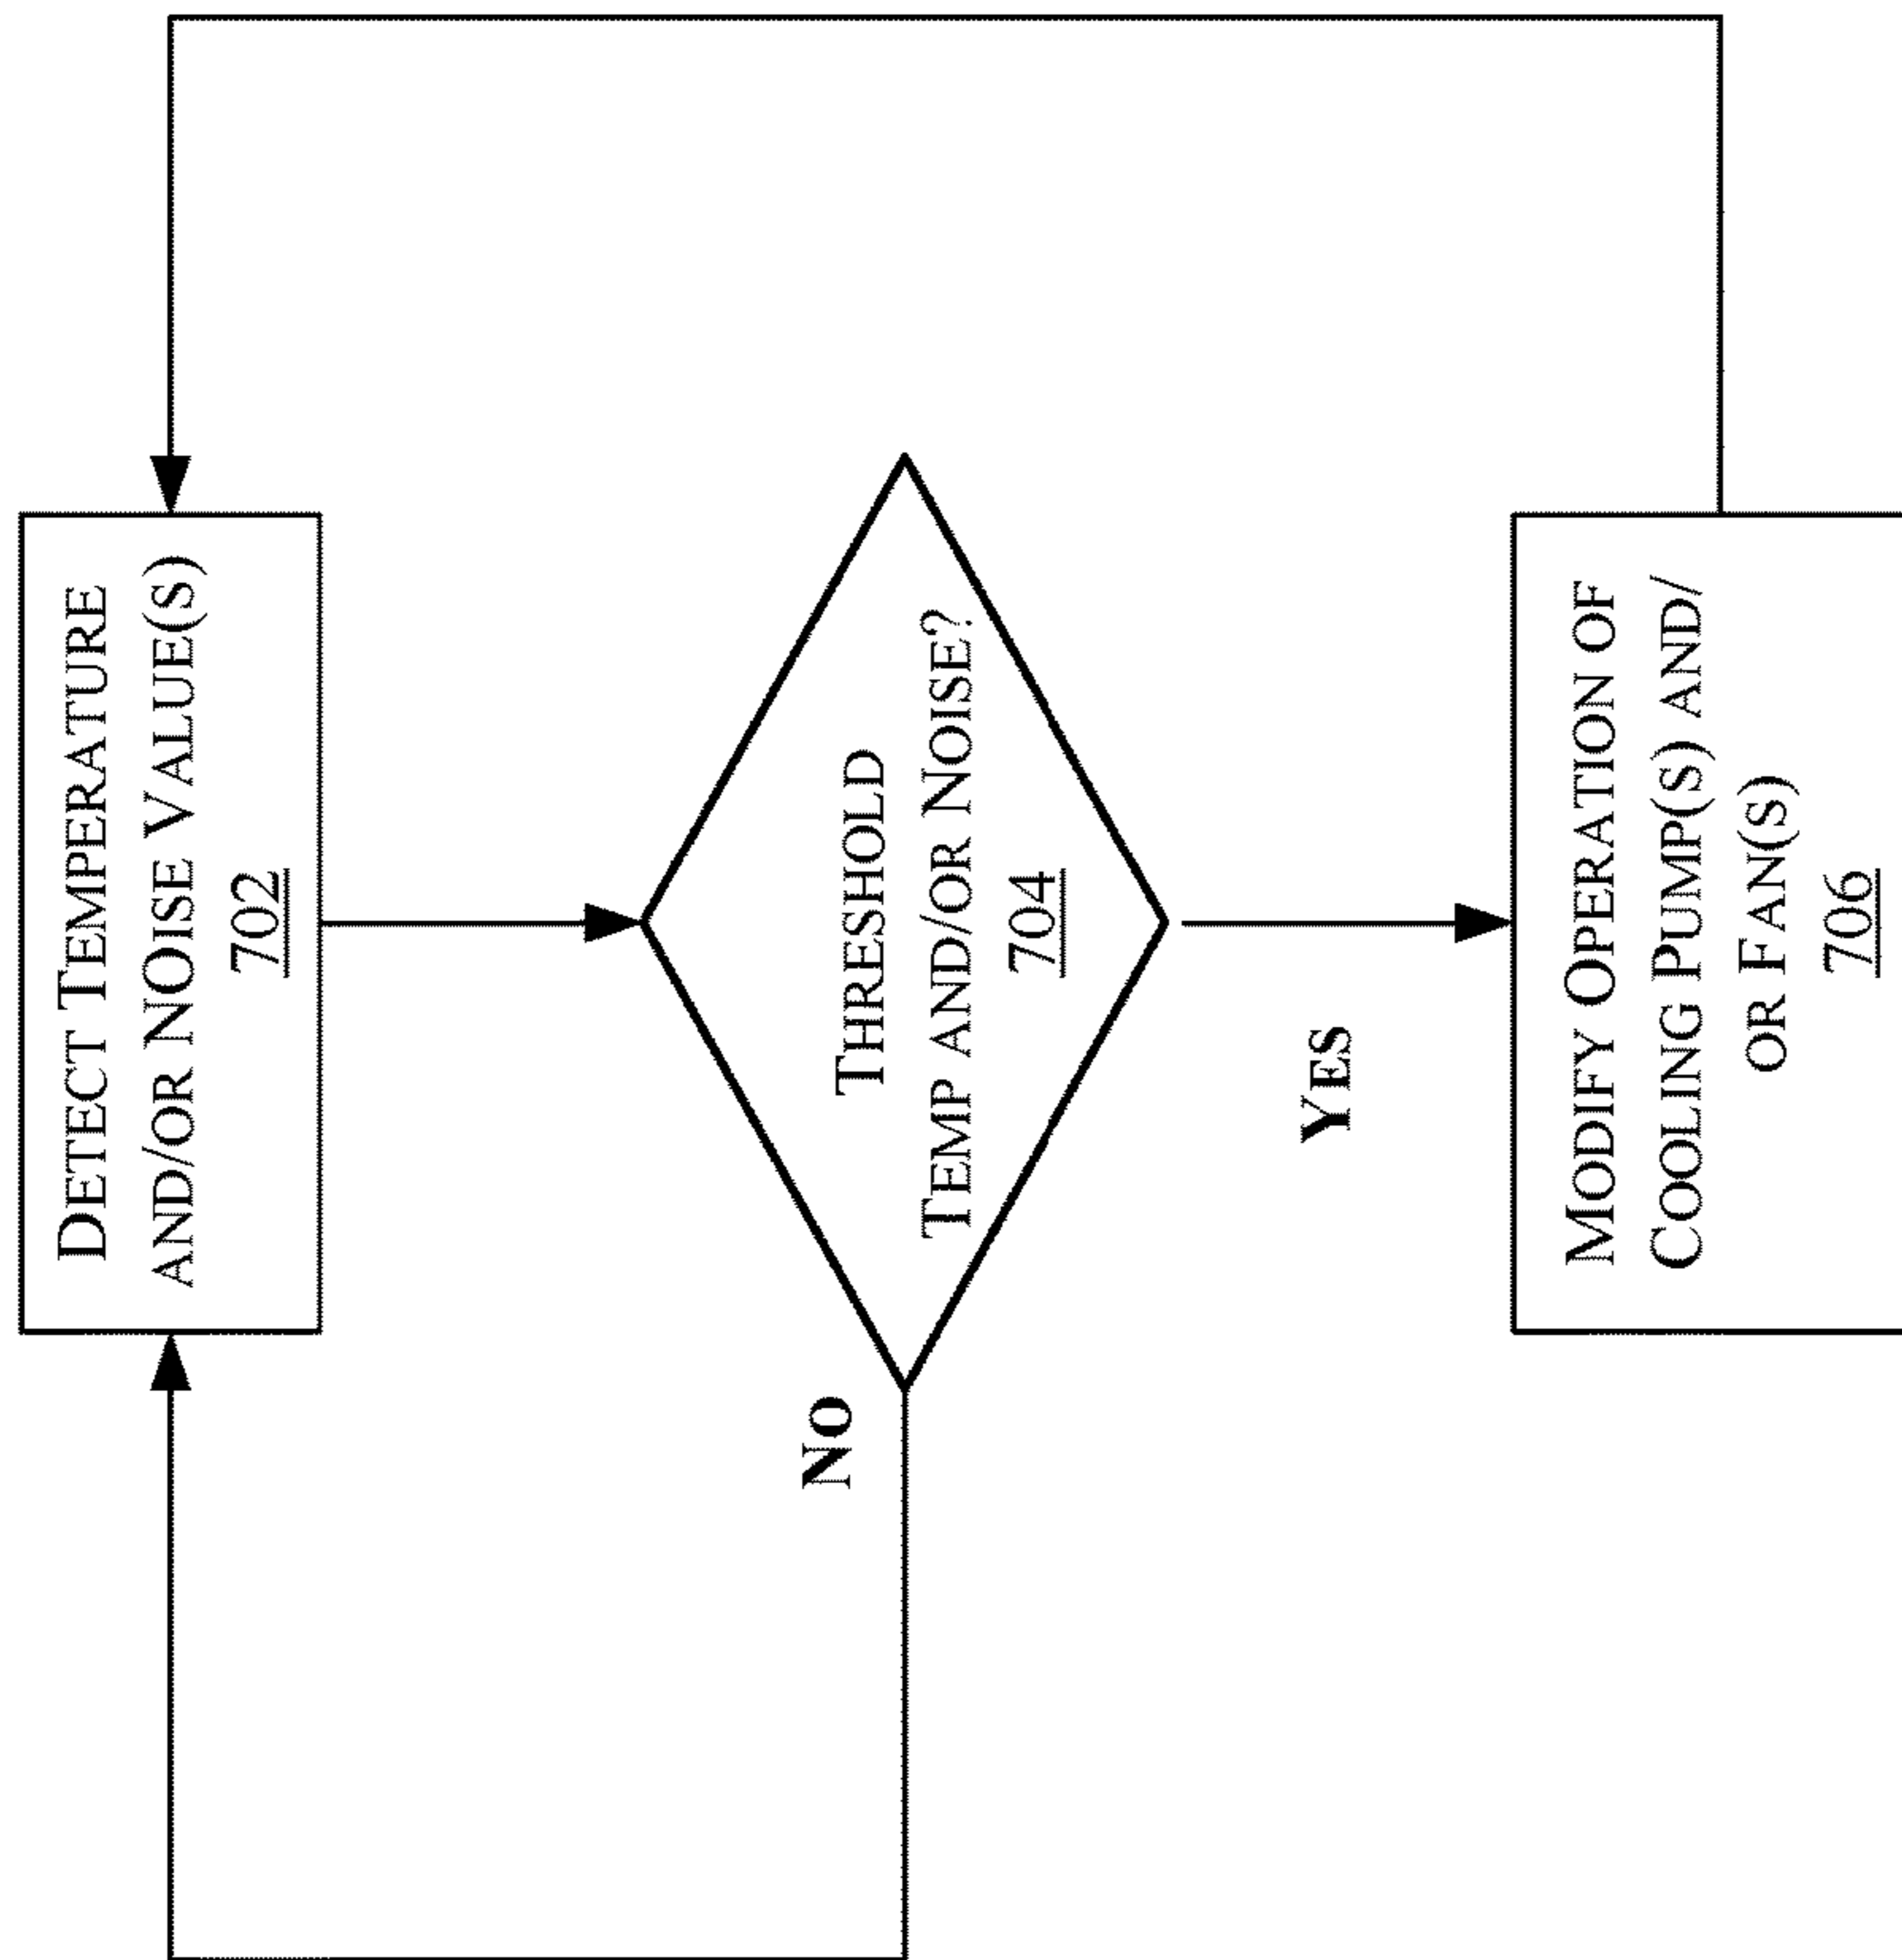 DETECT TEMPERATURE
AND/OR NOISE VALUE(S)
702
THRESHOLD
TEMP AND/OR NOISE?
704
NO
YES
MODIFY OPERATION OF
COOLING PUMP(S) AND/
OR FAN(S)
706